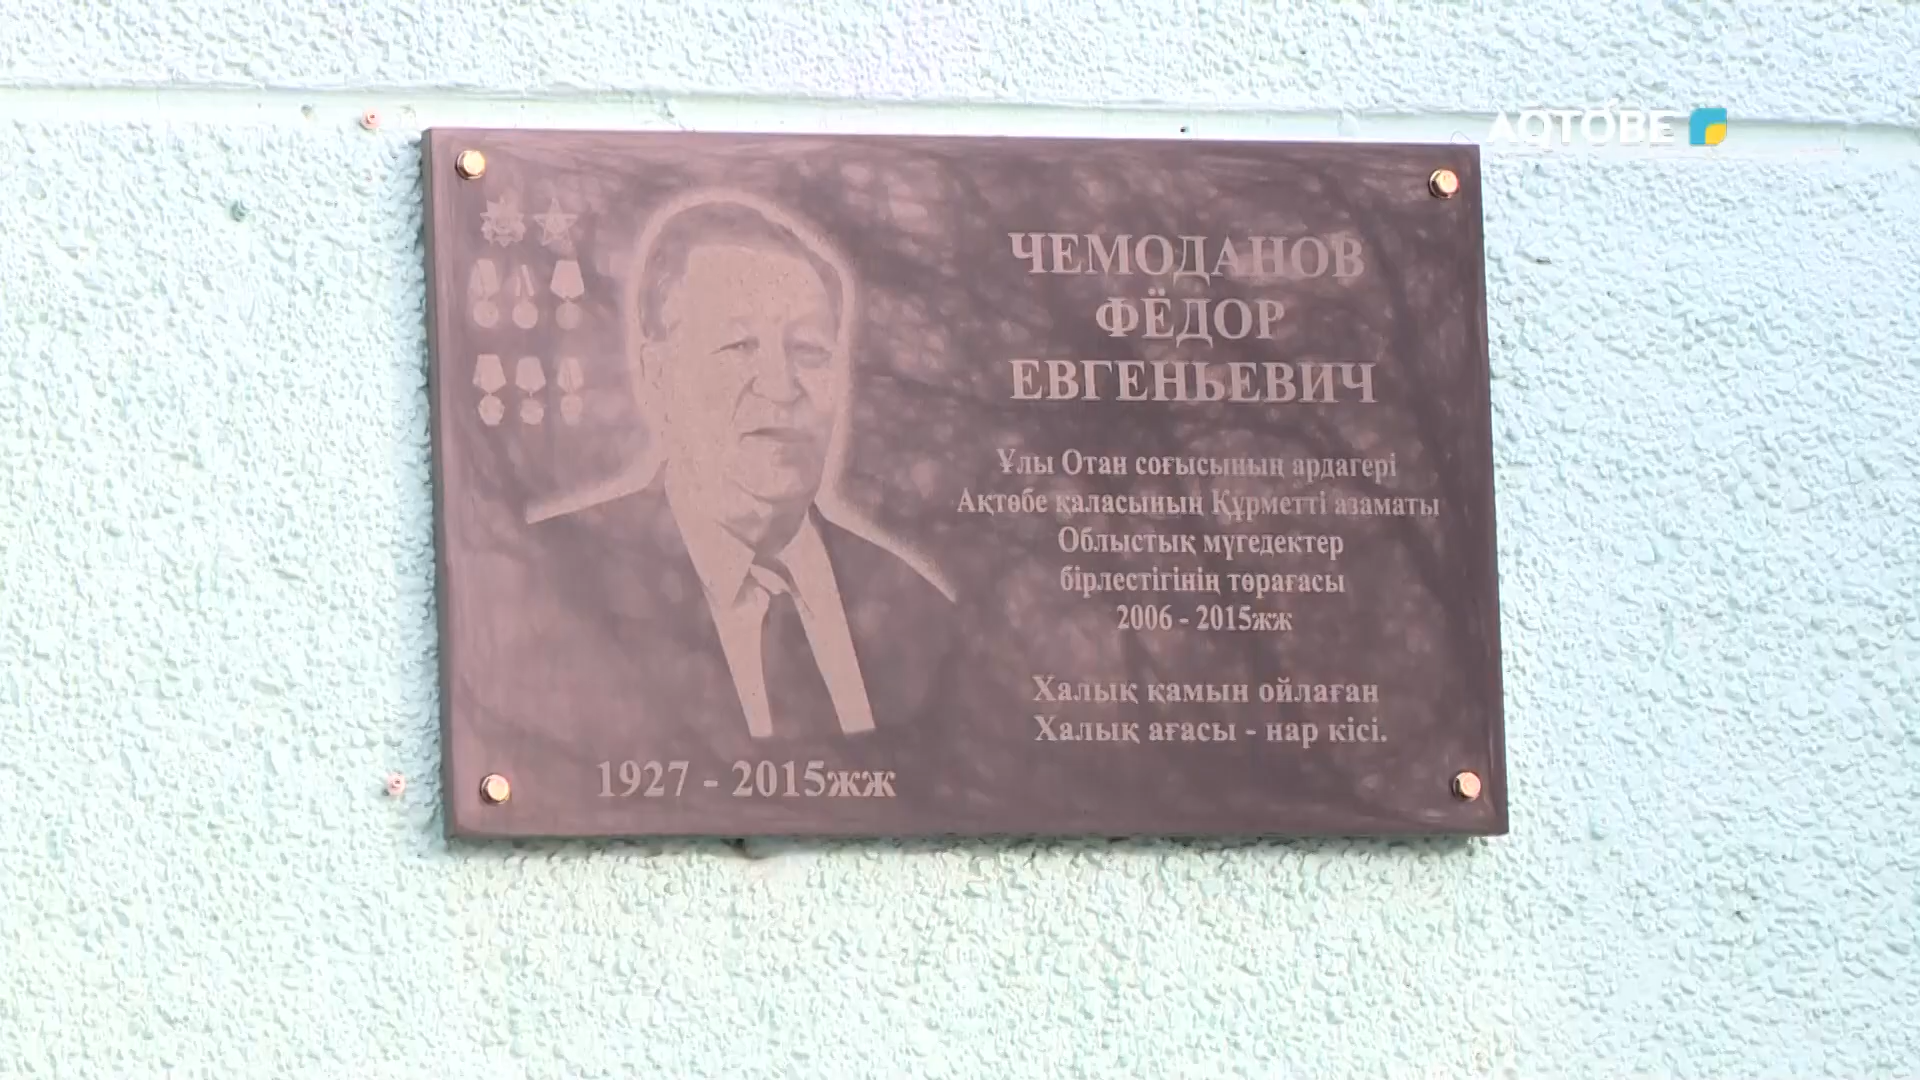 AQTÓBE
ЧЕМОДАНОВ
ФЁДОР
ЕВГЕНЬЕВИЧ
Ұлы Отан соғысының ардагері
Ақтөбе қаласының Құрметті азаматы
Облыстық мүгедектер
бірлестігінің төрағасы
2006 - 2015жж
Халық қамын ойлаған
Халық ағасы - нар кісі.
1927 - 2015жж